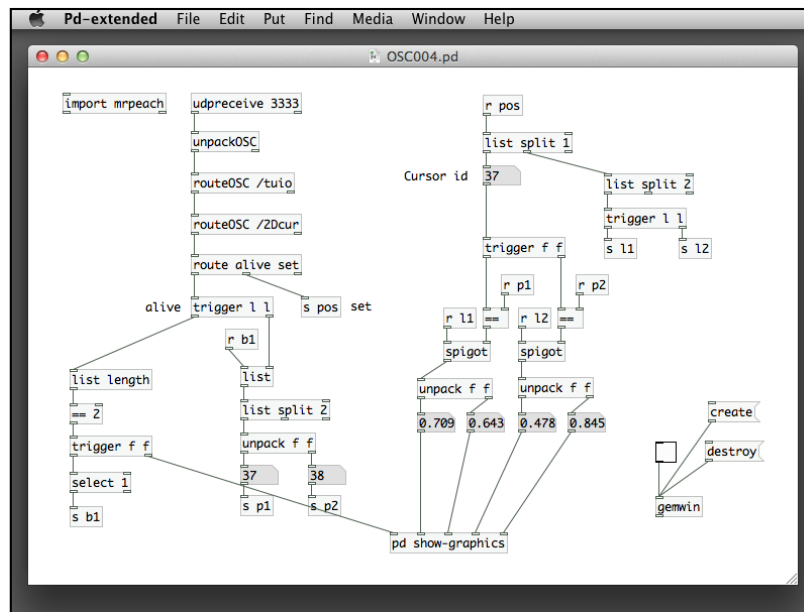 Pd-extended File Edit Put Find Media Window Help
OSC004.pd
import mrpeach
udpreceive 3333
unpackOSC
routeOSC /tuio
routeOSC /2Dcur
route alive set
alive
trigger l l
s pos
set
r b1
list length
list
== 2
list split 2
trigger f f
unpack f f
select 1
37
38
s b1
s p1
s p2
r pos
list split 1
Cursor id
37
list split 2
trigger l l
s l1
s l2
trigger f f
r p1
r p2
r l1
==
r l2
==
spigot
spigot
unpack f f
unpack f f
0.709
0.643
0.478
0.845
pd show-graphics
create
destroy
gemwin